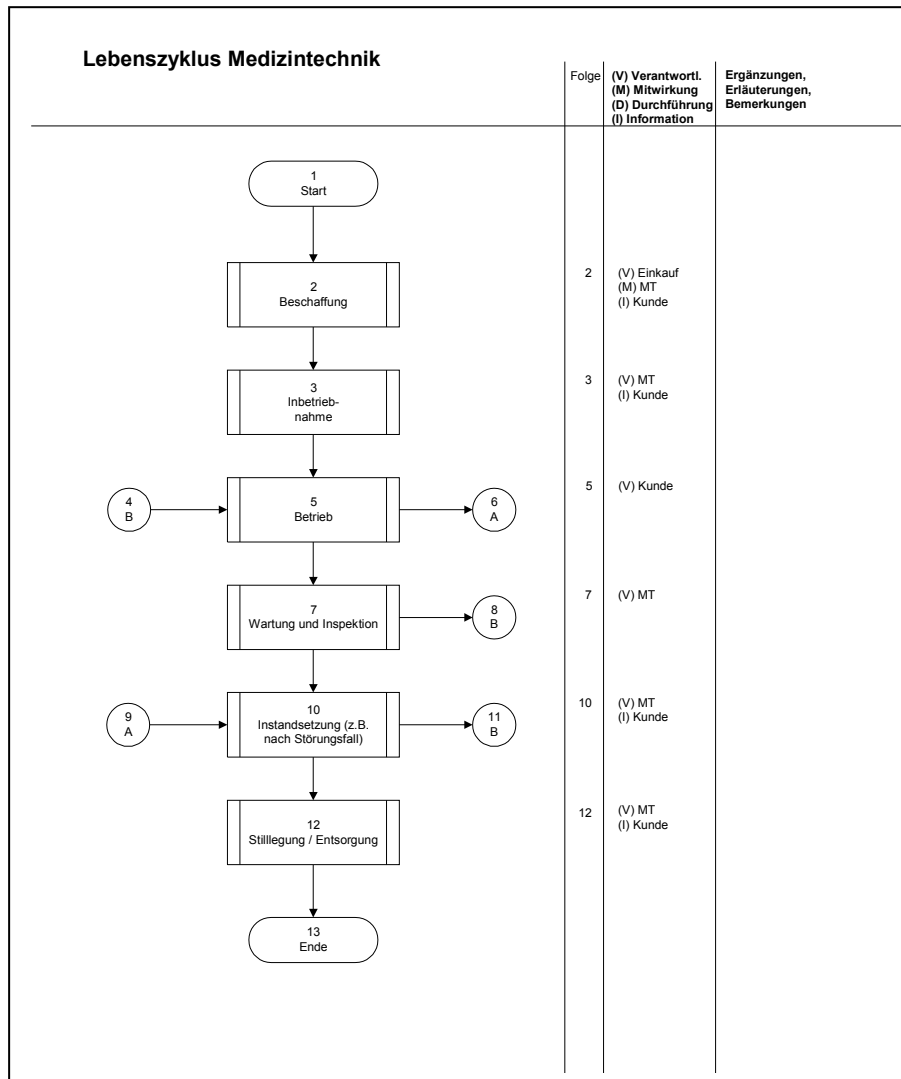 Lebenszyklus Medizintechnik
Folge
(V) Verantwortl.
(M) Mitwirkung
(D) Durchführung
(I) Information
Ergänzungen,
Erläuterungen,
Bemerkungen
1
Start
2
Beschaffung
2
(V) Einkauf
(M) MT
(I) Kunde
3
Inbetrieb-
nahme
3
(V) MT
(I) Kunde
4
B
5
Betrieb
6
A
5
(V) Kunde
7
Wartung und Inspektion
8
B
7
(V) MT
9
A
10
Instandsetzung (z.B.
nach Störungsfall)
11
B
10
(V) MT
(I) Kunde
12
Stilllegung / Entsorgung
12
(V) MT
(I) Kunde
13
Ende